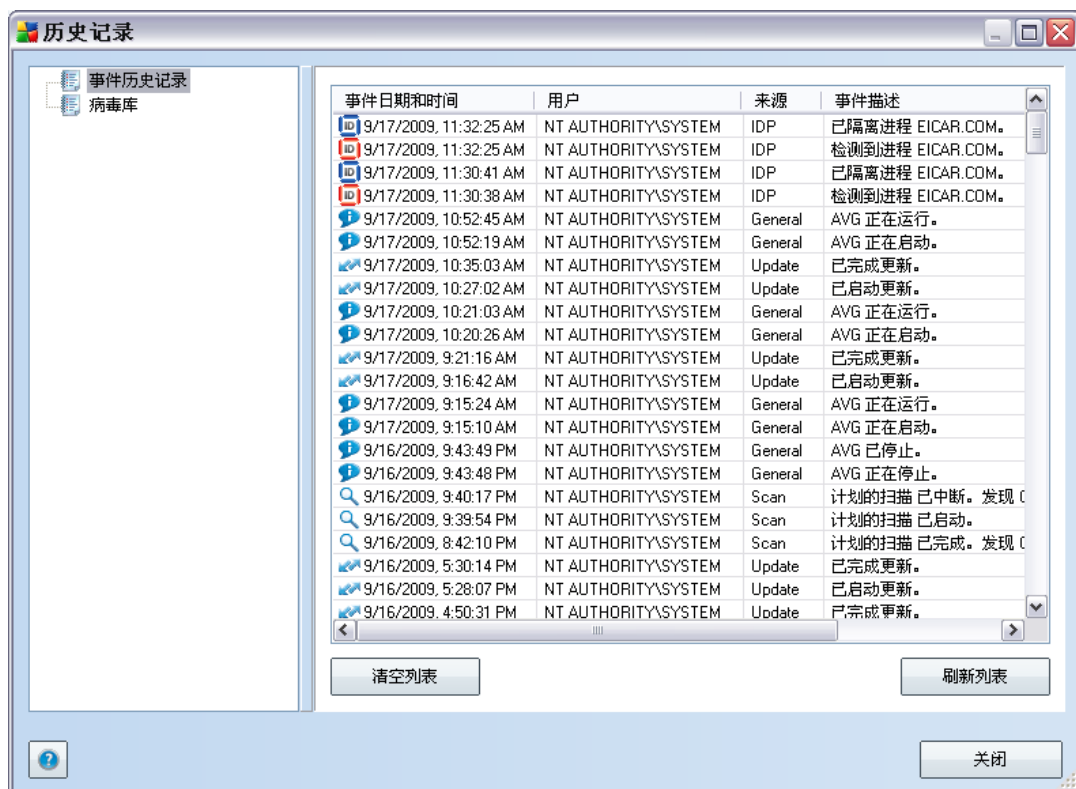 历史记录
事件历史记录
病毒库
事件日期和时间 用户 来源 事件描述
9/17/2009, 11:32:25 AM NT AUTHORITY\SYSTEM IDP 已隔离进程 EICAR.COM。
9/17/2009, 11:32:25 AM NT AUTHORITY\SYSTEM IDP 检测到进程 EICAR.COM。
9/17/2009, 11:30:41 AM NT AUTHORITY\SYSTEM IDP 已隔离进程 EICAR.COM。
9/17/2009, 11:30:38 AM NT AUTHORITY\SYSTEM IDP 检测到进程 EICAR.COM。
9/17/2009, 10:52:45 AM NT AUTHORITY\SYSTEM General AVG 正在运行。
9/17/2009, 10:52:19 AM NT AUTHORITY\SYSTEM General AVG 正在启动。
9/17/2009, 10:35:03 AM NT AUTHORITY\SYSTEM Update 已完成更新。
9/17/2009, 10:27:02 AM NT AUTHORITY\SYSTEM Update 已启动更新。
9/17/2009, 10:21:03 AM NT AUTHORITY\SYSTEM General AVG 正在运行。
9/17/2009, 10:20:26 AM NT AUTHORITY\SYSTEM General AVG 正在启动。
9/17/2009, 9:21:16 AM NT AUTHORITY\SYSTEM Update 已完成更新。
9/17/2009, 9:16:42 AM NT AUTHORITY\SYSTEM Update 已启动更新。
9/17/2009, 9:15:24 AM NT AUTHORITY\SYSTEM General AVG 正在运行。
9/17/2009, 9:15:10 AM NT AUTHORITY\SYSTEM General AVG 正在启动。
9/16/2009, 9:43:49 PM NT AUTHORITY\SYSTEM General AVG 已停止。
9/16/2009, 9:43:48 PM NT AUTHORITY\SYSTEM General AVG 正在停止。
9/16/2009, 9:40:17 PM NT AUTHORITY\SYSTEM Scan 计划的扫描 已中断。发现
9/16/2009, 9:39:54 PM NT AUTHORITY\SYSTEM Scan 计划的扫描 已启动。
9/16/2009, 8:42:10 PM NT AUTHORITY\SYSTEM Scan 计划的扫描 已完成。发现
9/16/2009, 5:30:14 PM NT AUTHORITY\SYSTEM Update 已完成更新。
9/16/2009, 5:28:07 PM NT AUTHORITY\SYSTEM Update 已启动更新。
9/16/2009, 4:50:31 PM NT AUTHORITY\SYSTEM Update 已完成更新。
清空列表 刷新列表
关闭